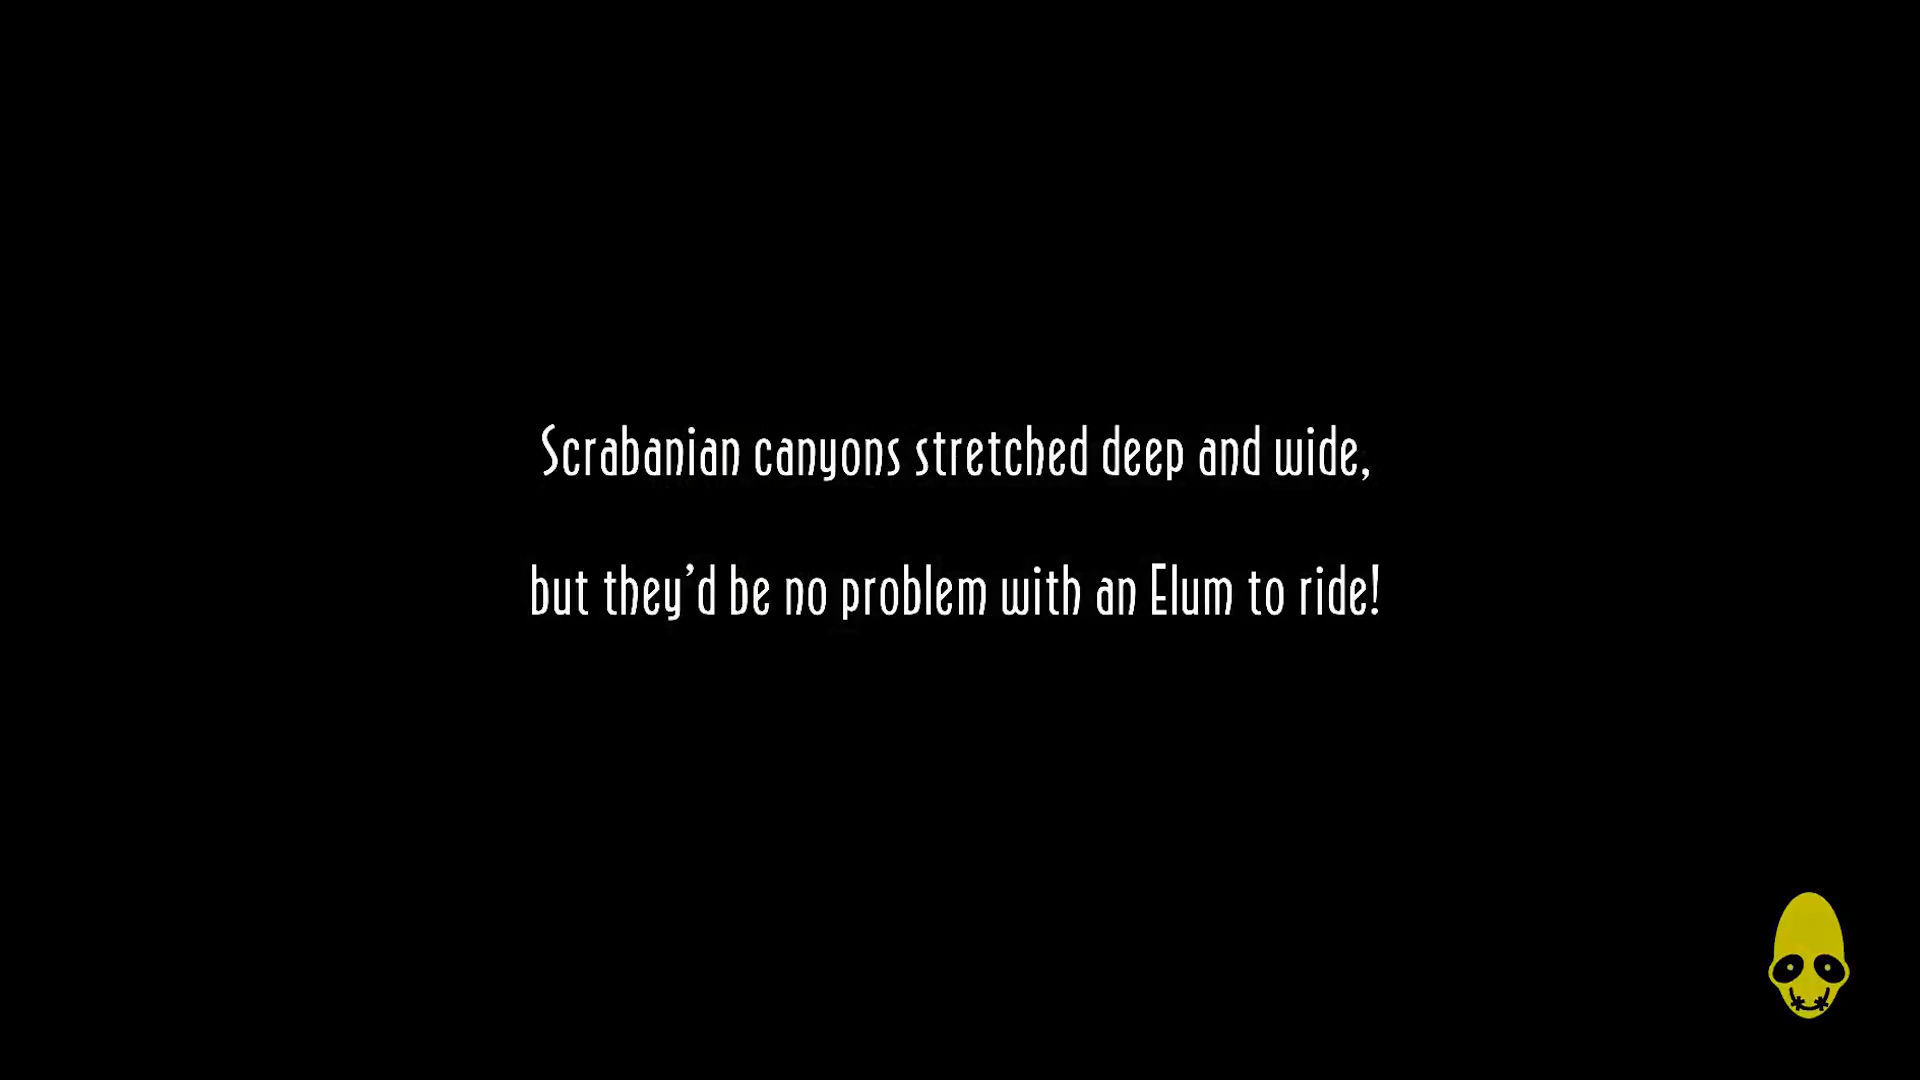 Scrabanian canyons stretched deep and wide,
but they’d be no problem with an Elum to ride!